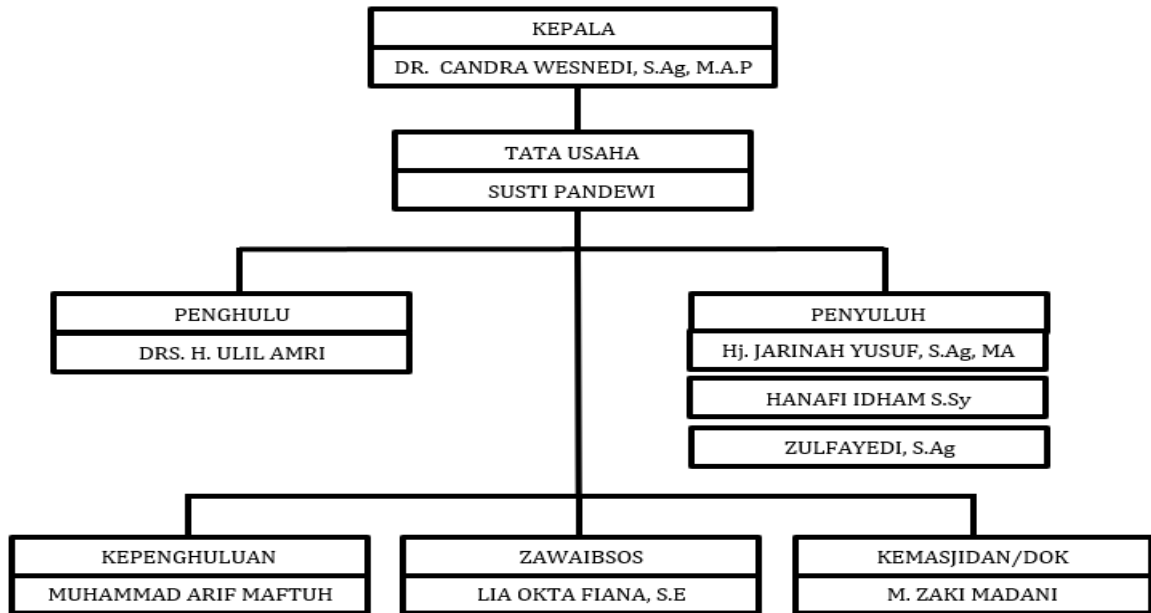 KEPALA
DR. CANDRA WESNEDI, S.Ag, M.A.P
TATA USAHA
SUSTI PANDEWI
PENGHULU
DRS. H. ULIL AMRI
PENYULUH
Hj. JARINAH YUSUF, S.Ag, MA
HANAFI IDHAM S.Sy
ZULFAYEDI, S.Ag
KEPENGHULUAN
MUHAMMAD ARIF MAFTUH
ZAWAIBSOS
LIA OKTA FIANA, S.E
KEMASJIDAN/DOK
M. ZAKI MADANI